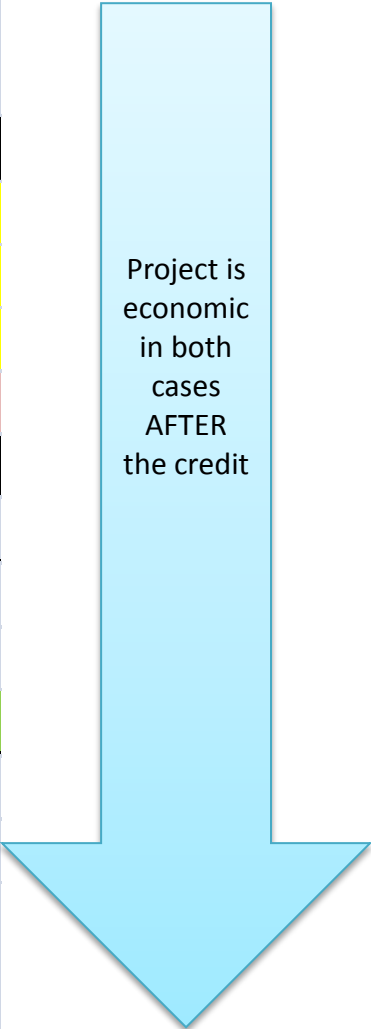 Project is
economic
in both
cases
AFTER
the credit